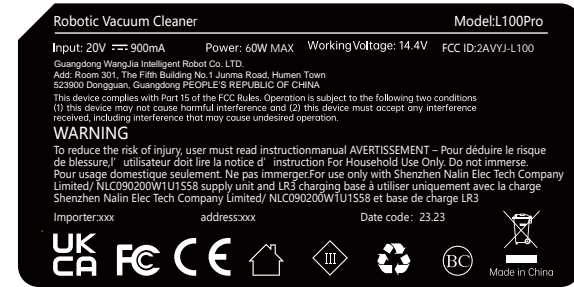 Robotic Vacuum Cleaner Model:L100Pro
Input: 20V 900mA Power: 60W MAX Working Voltage: 14.4V FCC ID:2AVYJ-L100
Guangdong WangJia Intelligent Robot Co. LTD.
Add: Room 301, The Fifth Building No.1 Junma Road, Humen Town
523900 Dongguan, Guangdong PEOPLE'S REPUBLIC OF CHINA
This device complies with Part 15 of the FCC Rules. Operation is subject to the following two conditions
(1) this device may not cause harmful interference and (2) this device must accept any interference
received, including interference that may cause undesired operation.
WARNING
To reduce the risk of injury, user must read instructionmanual AVERTISSEMENT – Pour déduire le risque
de blessure,l' utilisateur doit lire la notice d' instruction For Household Use Only. Do not immerse.
Pour usage domestique seulement. Ne pas immerger.For use only with Shenzhen Nalin Elec Tech Company
Limited/ NLC090200W1U1S58 supply unit and LR3 charging base à utiliser uniquement avec la charge
Shenzhen Nalin Elec Tech Company Limited/ NLC090200W1U1S58 et base de charge LR3
Importer:xxx address:xxx Date code: 23.23
UK
CA FC CE III BC Made in China